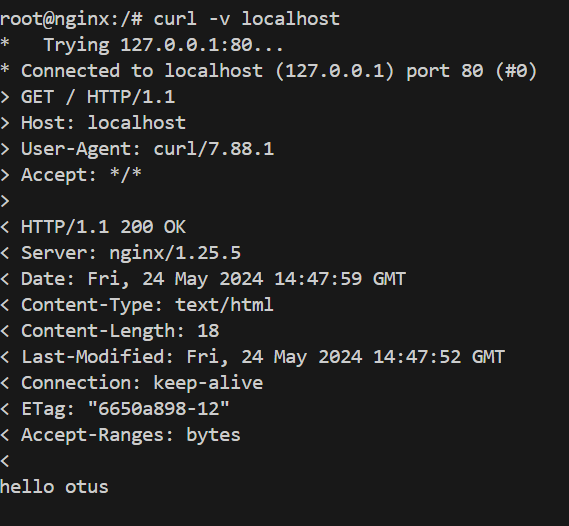 root@nginx:/# curl -v localhost
*   Trying 127.0.0.1:80...
* Connected to localhost (127.0.0.1) port 80 (#0)
> GET / HTTP/1.1
> Host: localhost
> User-Agent: curl/7.88.1
> Accept: */*
>
< HTTP/1.1 200 OK
< Server: nginx/1.25.5
< Date: Fri, 24 May 2024 14:47:59 GMT
< Content-Type: text/html
< Content-Length: 18
< Last-Modified: Fri, 24 May 2024 14:47:52 GMT
< Connection: keep-alive
< ETag: "6650a898-12"
< Accept-Ranges: bytes
<
hello otus